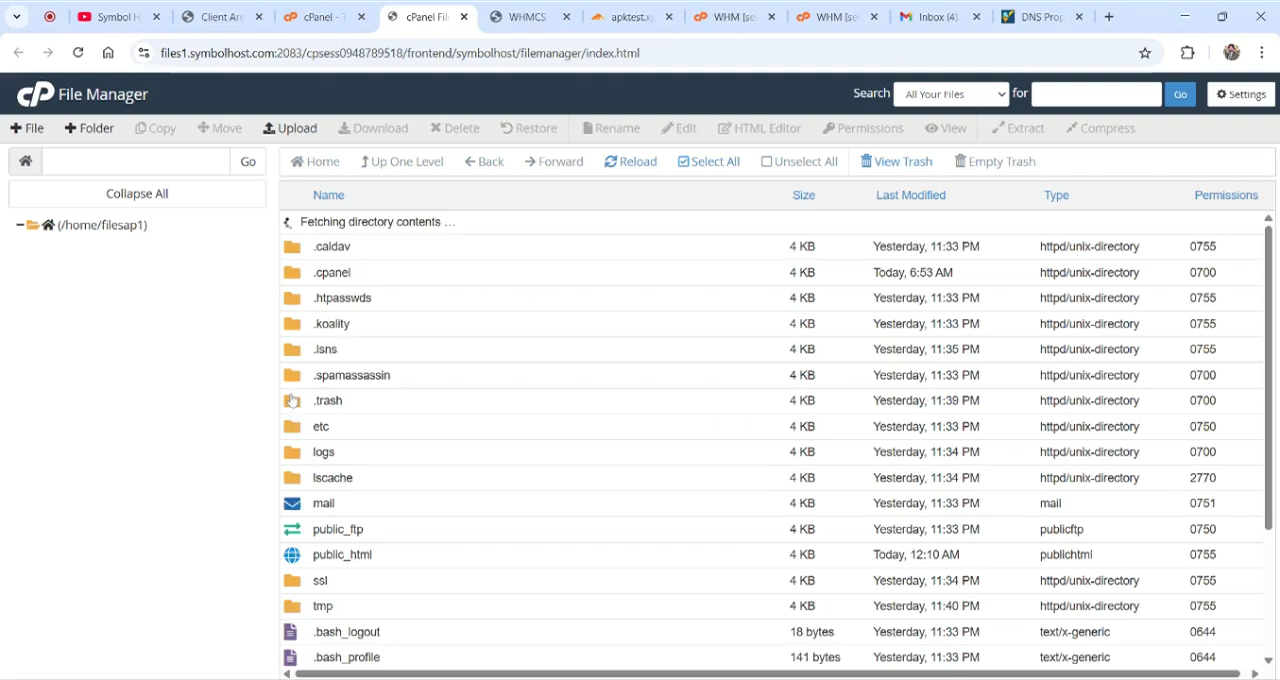 Symbol H
Client Are
cPanel - T
cPanel Fil
WHMCS
apktest.xy
WHM [se
WHM [se
Inbox (4)
DNS Prop
files1.symbolhost.com:2083/cpsess0948789518/frontend/symbolhost/filemanager/index.html
cP File Manager
Search All Your Files for Go Settings
File Folder Copy Move Upload Download Delete Restore Rename Edit HTML Editor Permissions View Extract Compress
Go Home Up One Level Back Forward Reload Select All Unselect All View Trash Empty Trash
Collapse All
(/home/filesap1)
Name Size Last Modified Type Permissions
Fetching directory contents ...
.caldav 4 KB Yesterday, 11:33 PM httpd/unix-directory 0755
.cpanel 4 KB Today, 6:53 AM httpd/unix-directory 0700
.htpasswds 4 KB Yesterday, 11:33 PM httpd/unix-directory 0755
.koality 4 KB Yesterday, 11:33 PM httpd/unix-directory 0755
.lsns 4 KB Yesterday, 11:35 PM httpd/unix-directory 0755
.spamassassin 4 KB Yesterday, 11:33 PM httpd/unix-directory 0700
.trash 4 KB Yesterday, 11:39 PM httpd/unix-directory 0700
etc 4 KB Yesterday, 11:33 PM httpd/unix-directory 0750
logs 4 KB Yesterday, 11:34 PM httpd/unix-directory 0700
lscache 4 KB Yesterday, 11:34 PM httpd/unix-directory 2770
mail 4 KB Yesterday, 11:33 PM mail 0751
public_ftp 4 KB Yesterday, 11:33 PM publicftp 0750
public_html 4 KB Today, 12:10 AM publichtml 0755
ssl 4 KB Yesterday, 11:34 PM httpd/unix-directory 0755
tmp 4 KB Yesterday, 11:40 PM httpd/unix-directory 0755
.bash_logout 18 bytes Yesterday, 11:33 PM text/x-generic 0644
.bash_profile 141 bytes Yesterday, 11:33 PM text/x-generic 0644